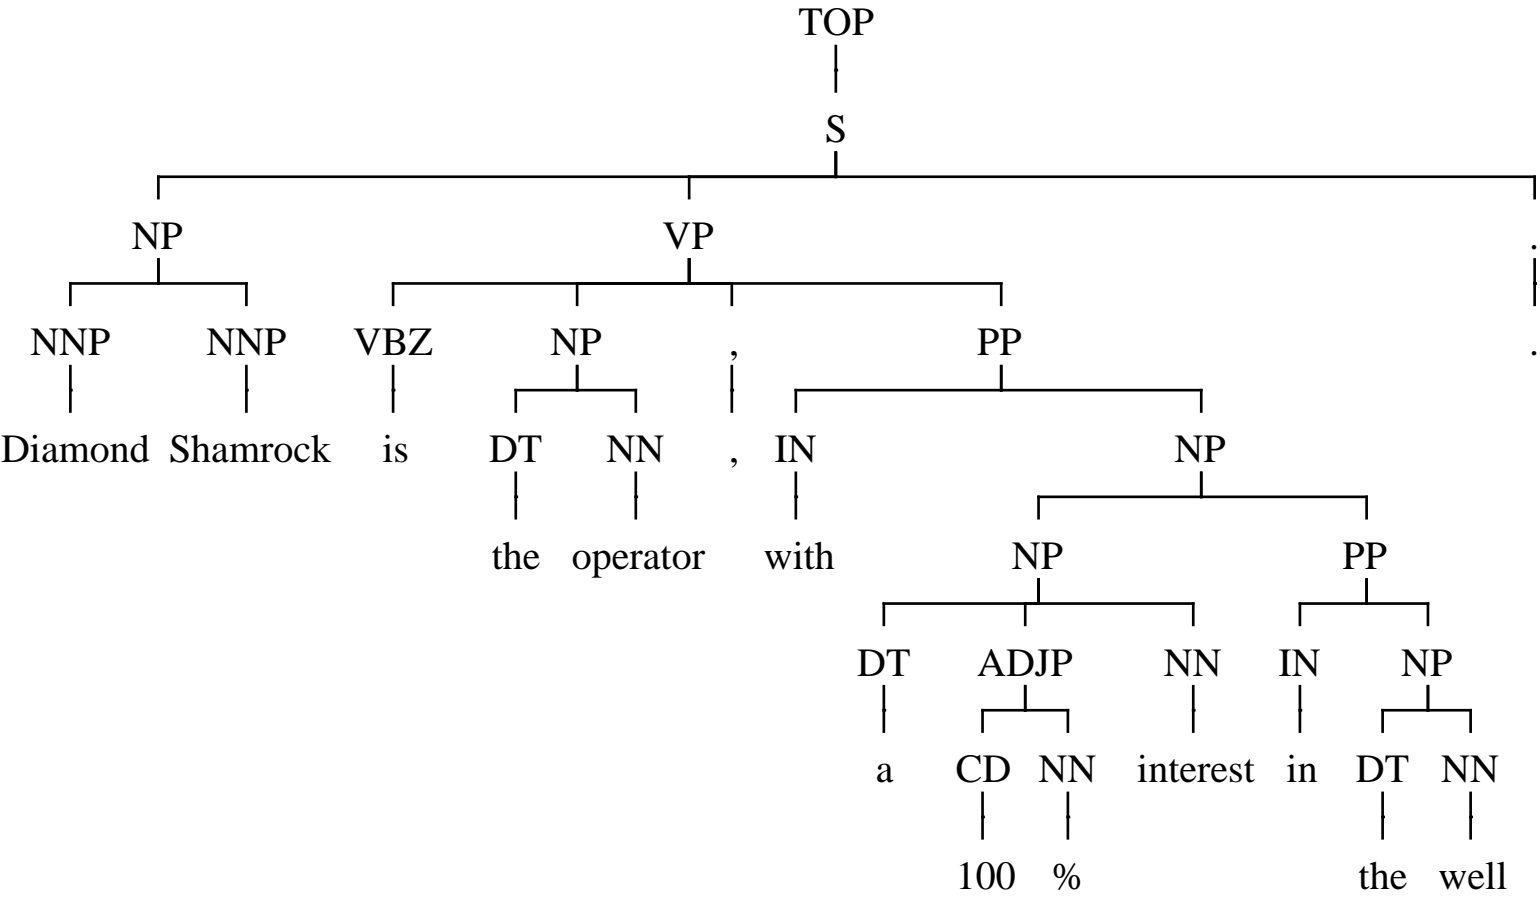 TOP
S
NP VP .
NNP NNP VBZ NP , PP .
Diamond Shamrock is DT NN , IN NP
the operator with NP PP
DT ADJP NN IN NP
a CD NN interest in DT NN
100 % the well